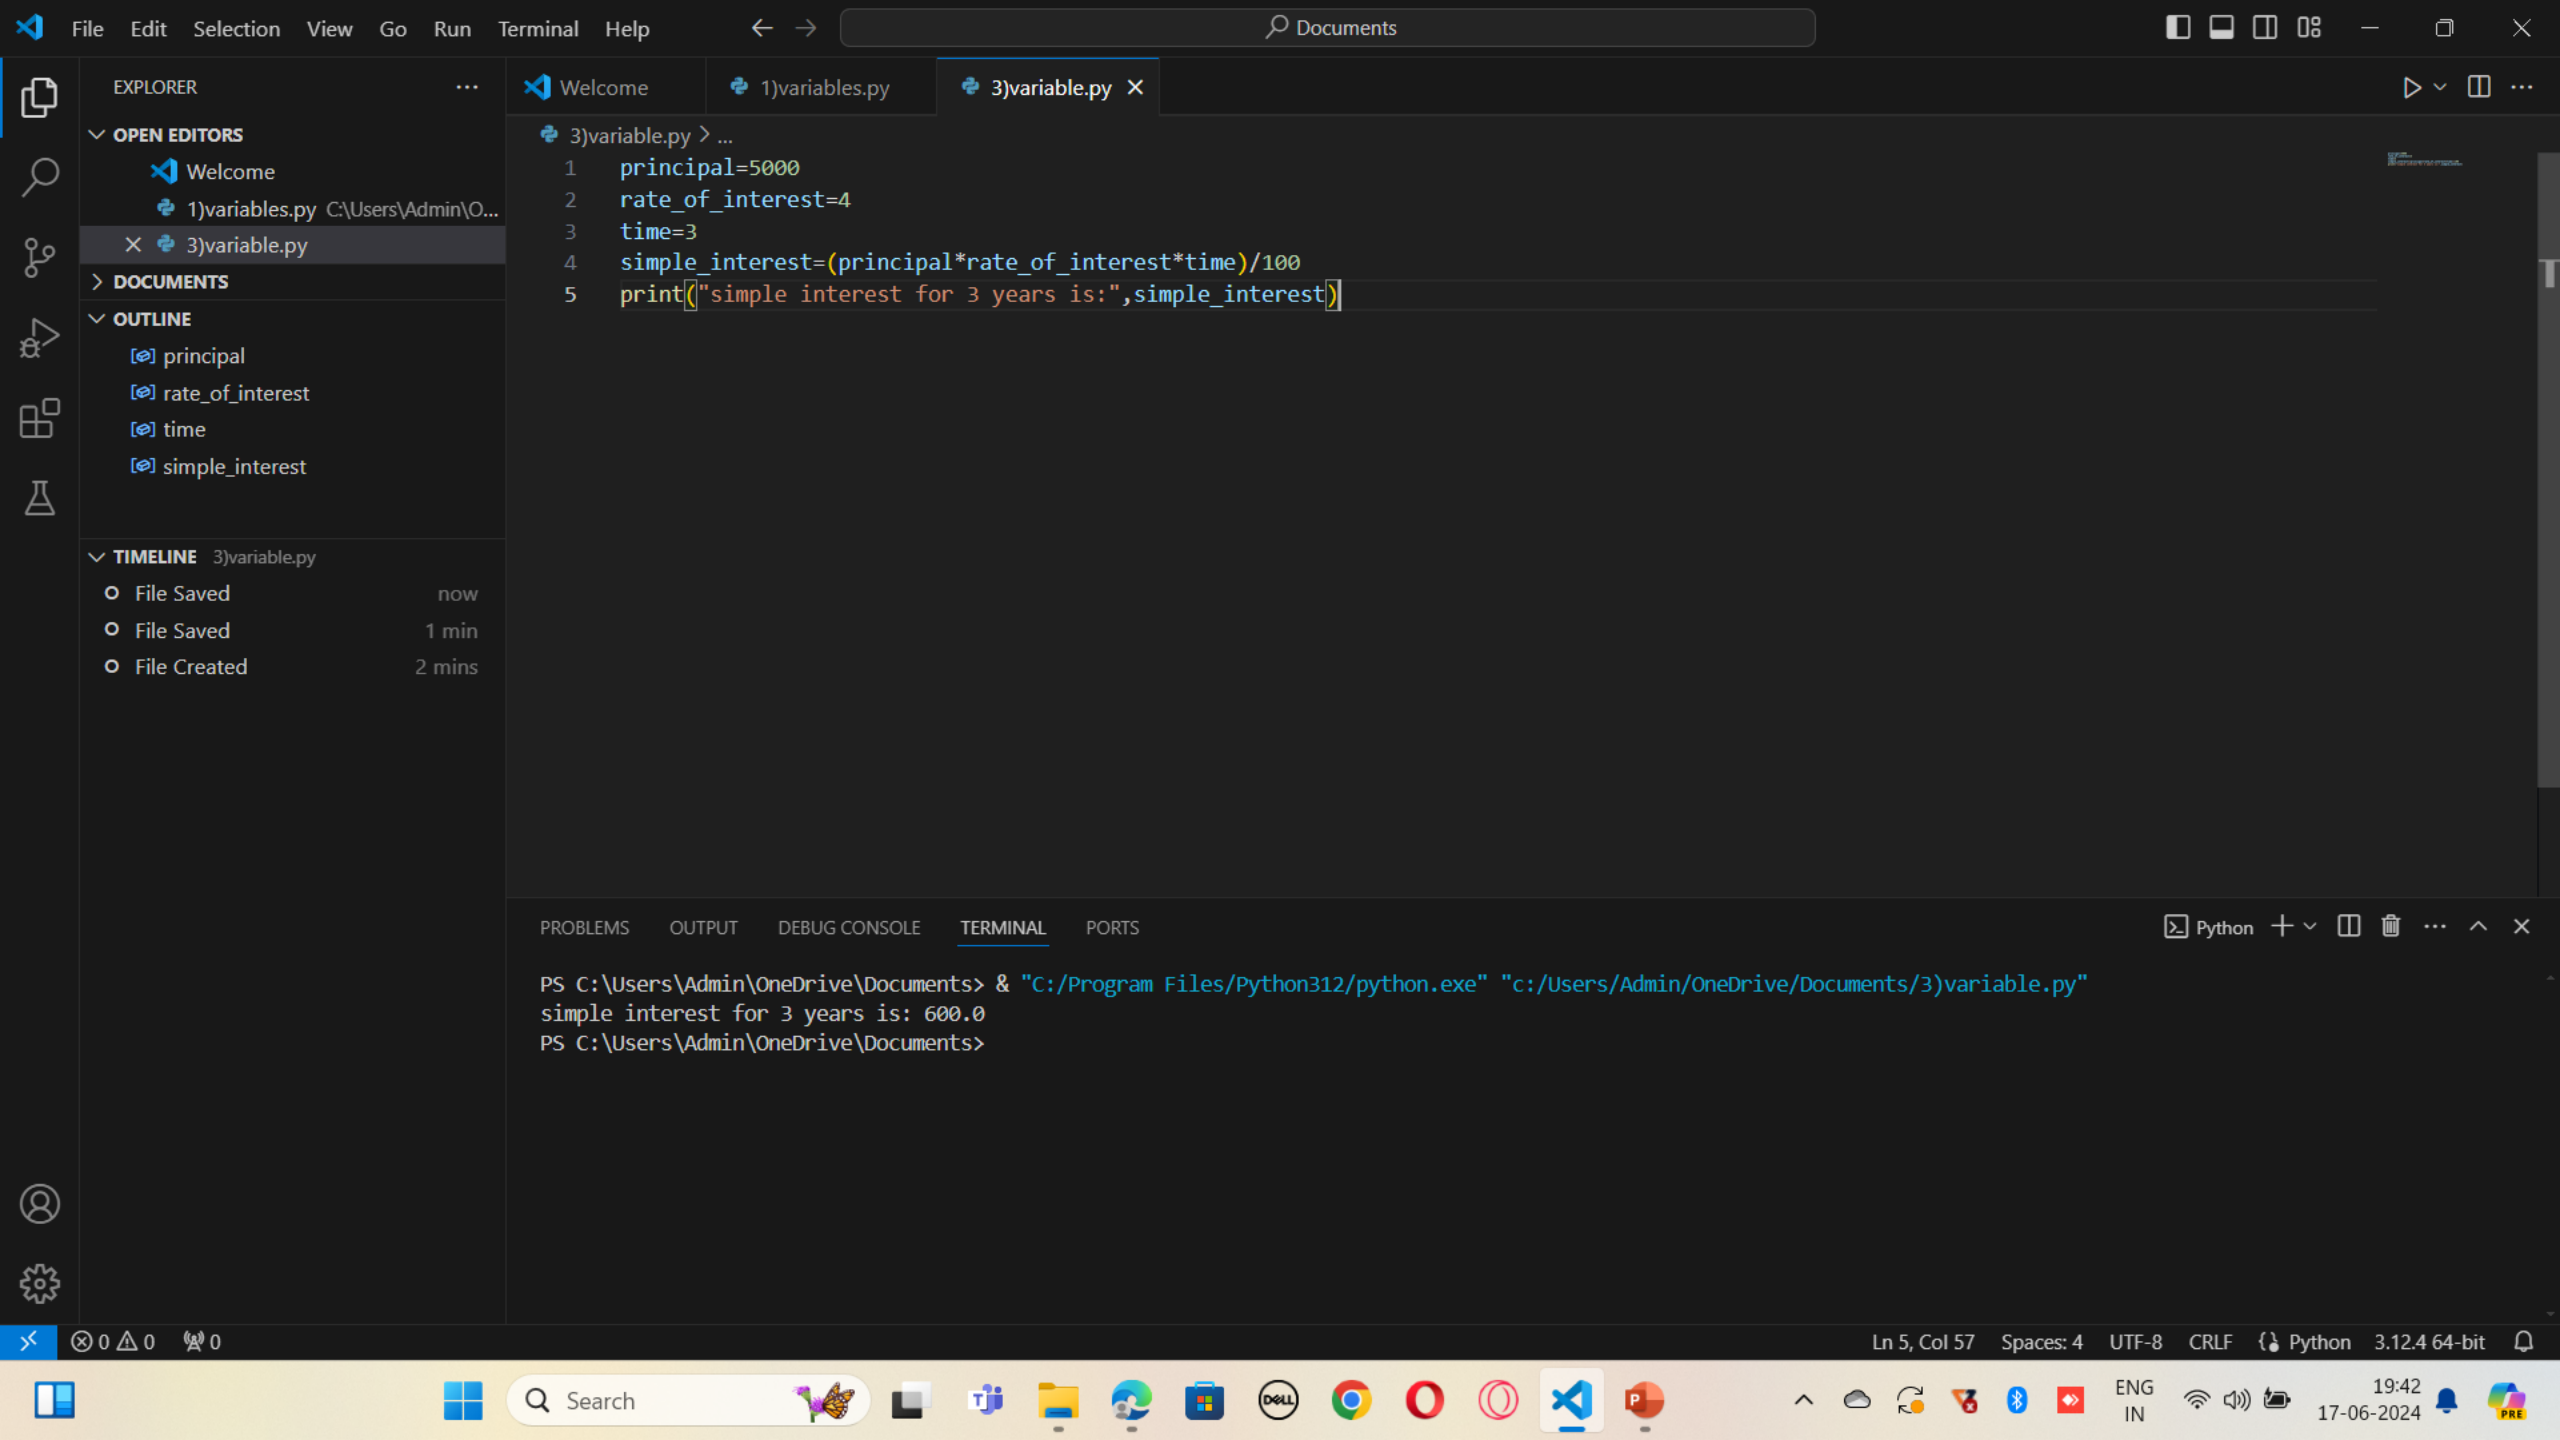 File Edit Selection View Go Run Terminal Help
Documents
EXPLORER
OPEN EDITORS
Welcome
1)variables.py C:\Users\Admin\O...
3)variable.py
DOCUMENTS
OUTLINE
principal
rate_of_interest
time
simple_interest
TIMELINE 3)variable.py
File Saved now
File Saved 1 min
File Created 2 mins
Welcome 1)variables.py 3)variable.py
3)variable.py > ...
1 principal=5000
2 rate_of_interest=4
3 time=3
4 simple_interest=(principal*rate_of_interest*time)/100
5 print("simple interest for 3 years is:",simple_interest)
PROBLEMS OUTPUT DEBUG CONSOLE TERMINAL PORTS
Python
PS C:\Users\Admin\OneDrive\Documents> & "C:/Program Files/Python312/python.exe" "c:/Users/Admin/OneDrive/Documents/3)variable.py"
simple interest for 3 years is: 600.0
PS C:\Users\Admin\OneDrive\Documents>
0 0 0
Ln 5, Col 57 Spaces: 4 UTF-8 CRLF Python 3.12.4 64-bit
Search
DELL
ENG
IN
19:42
17-06-2024
PRE